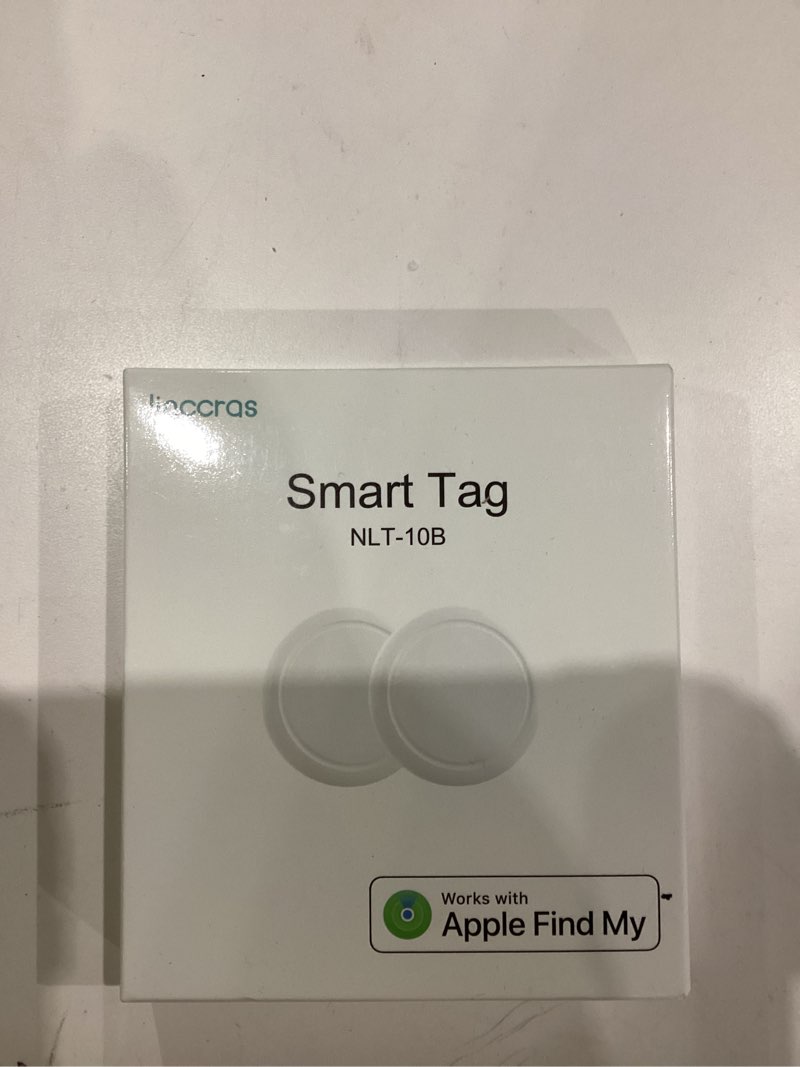 Smart Tag
NLT-10B
Works with
Apple Find My